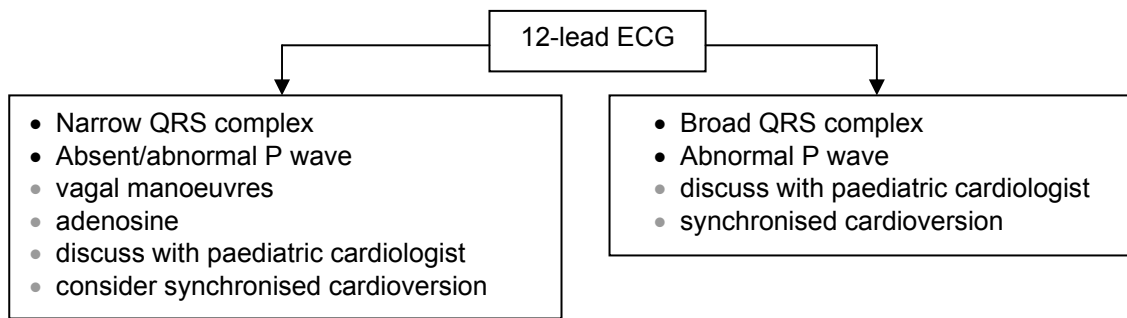 12-lead ECG
• Narrow QRS complex
• Absent/abnormal P wave
• vagal manoeuvres
• adenosine
• discuss with paediatric cardiologist
• consider synchronised cardioversion
• Broad QRS complex
• Abnormal P wave
• discuss with paediatric cardiologist
• synchronised cardioversion